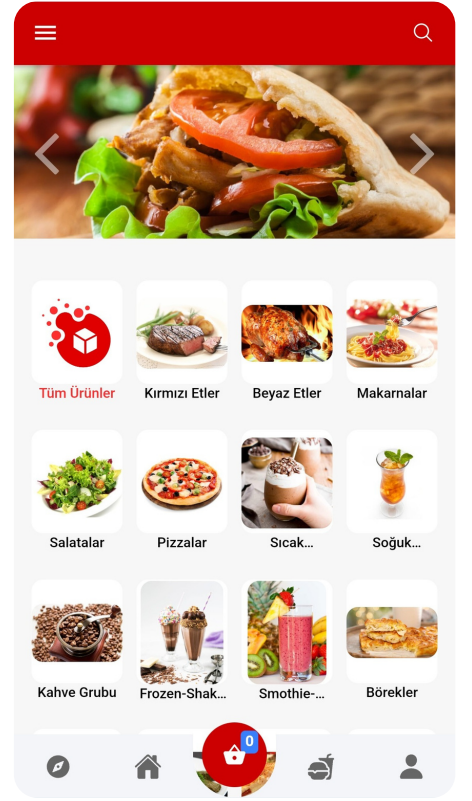 Tüm Ürünler
Kırmızı Etler
Beyaz Etler
Makarnalar
Salatalar
Pizzalar
Sıcak...
Soğuk...
Kahve Grubu
Frozen-Shak...
Smothie-...
Börekler
0